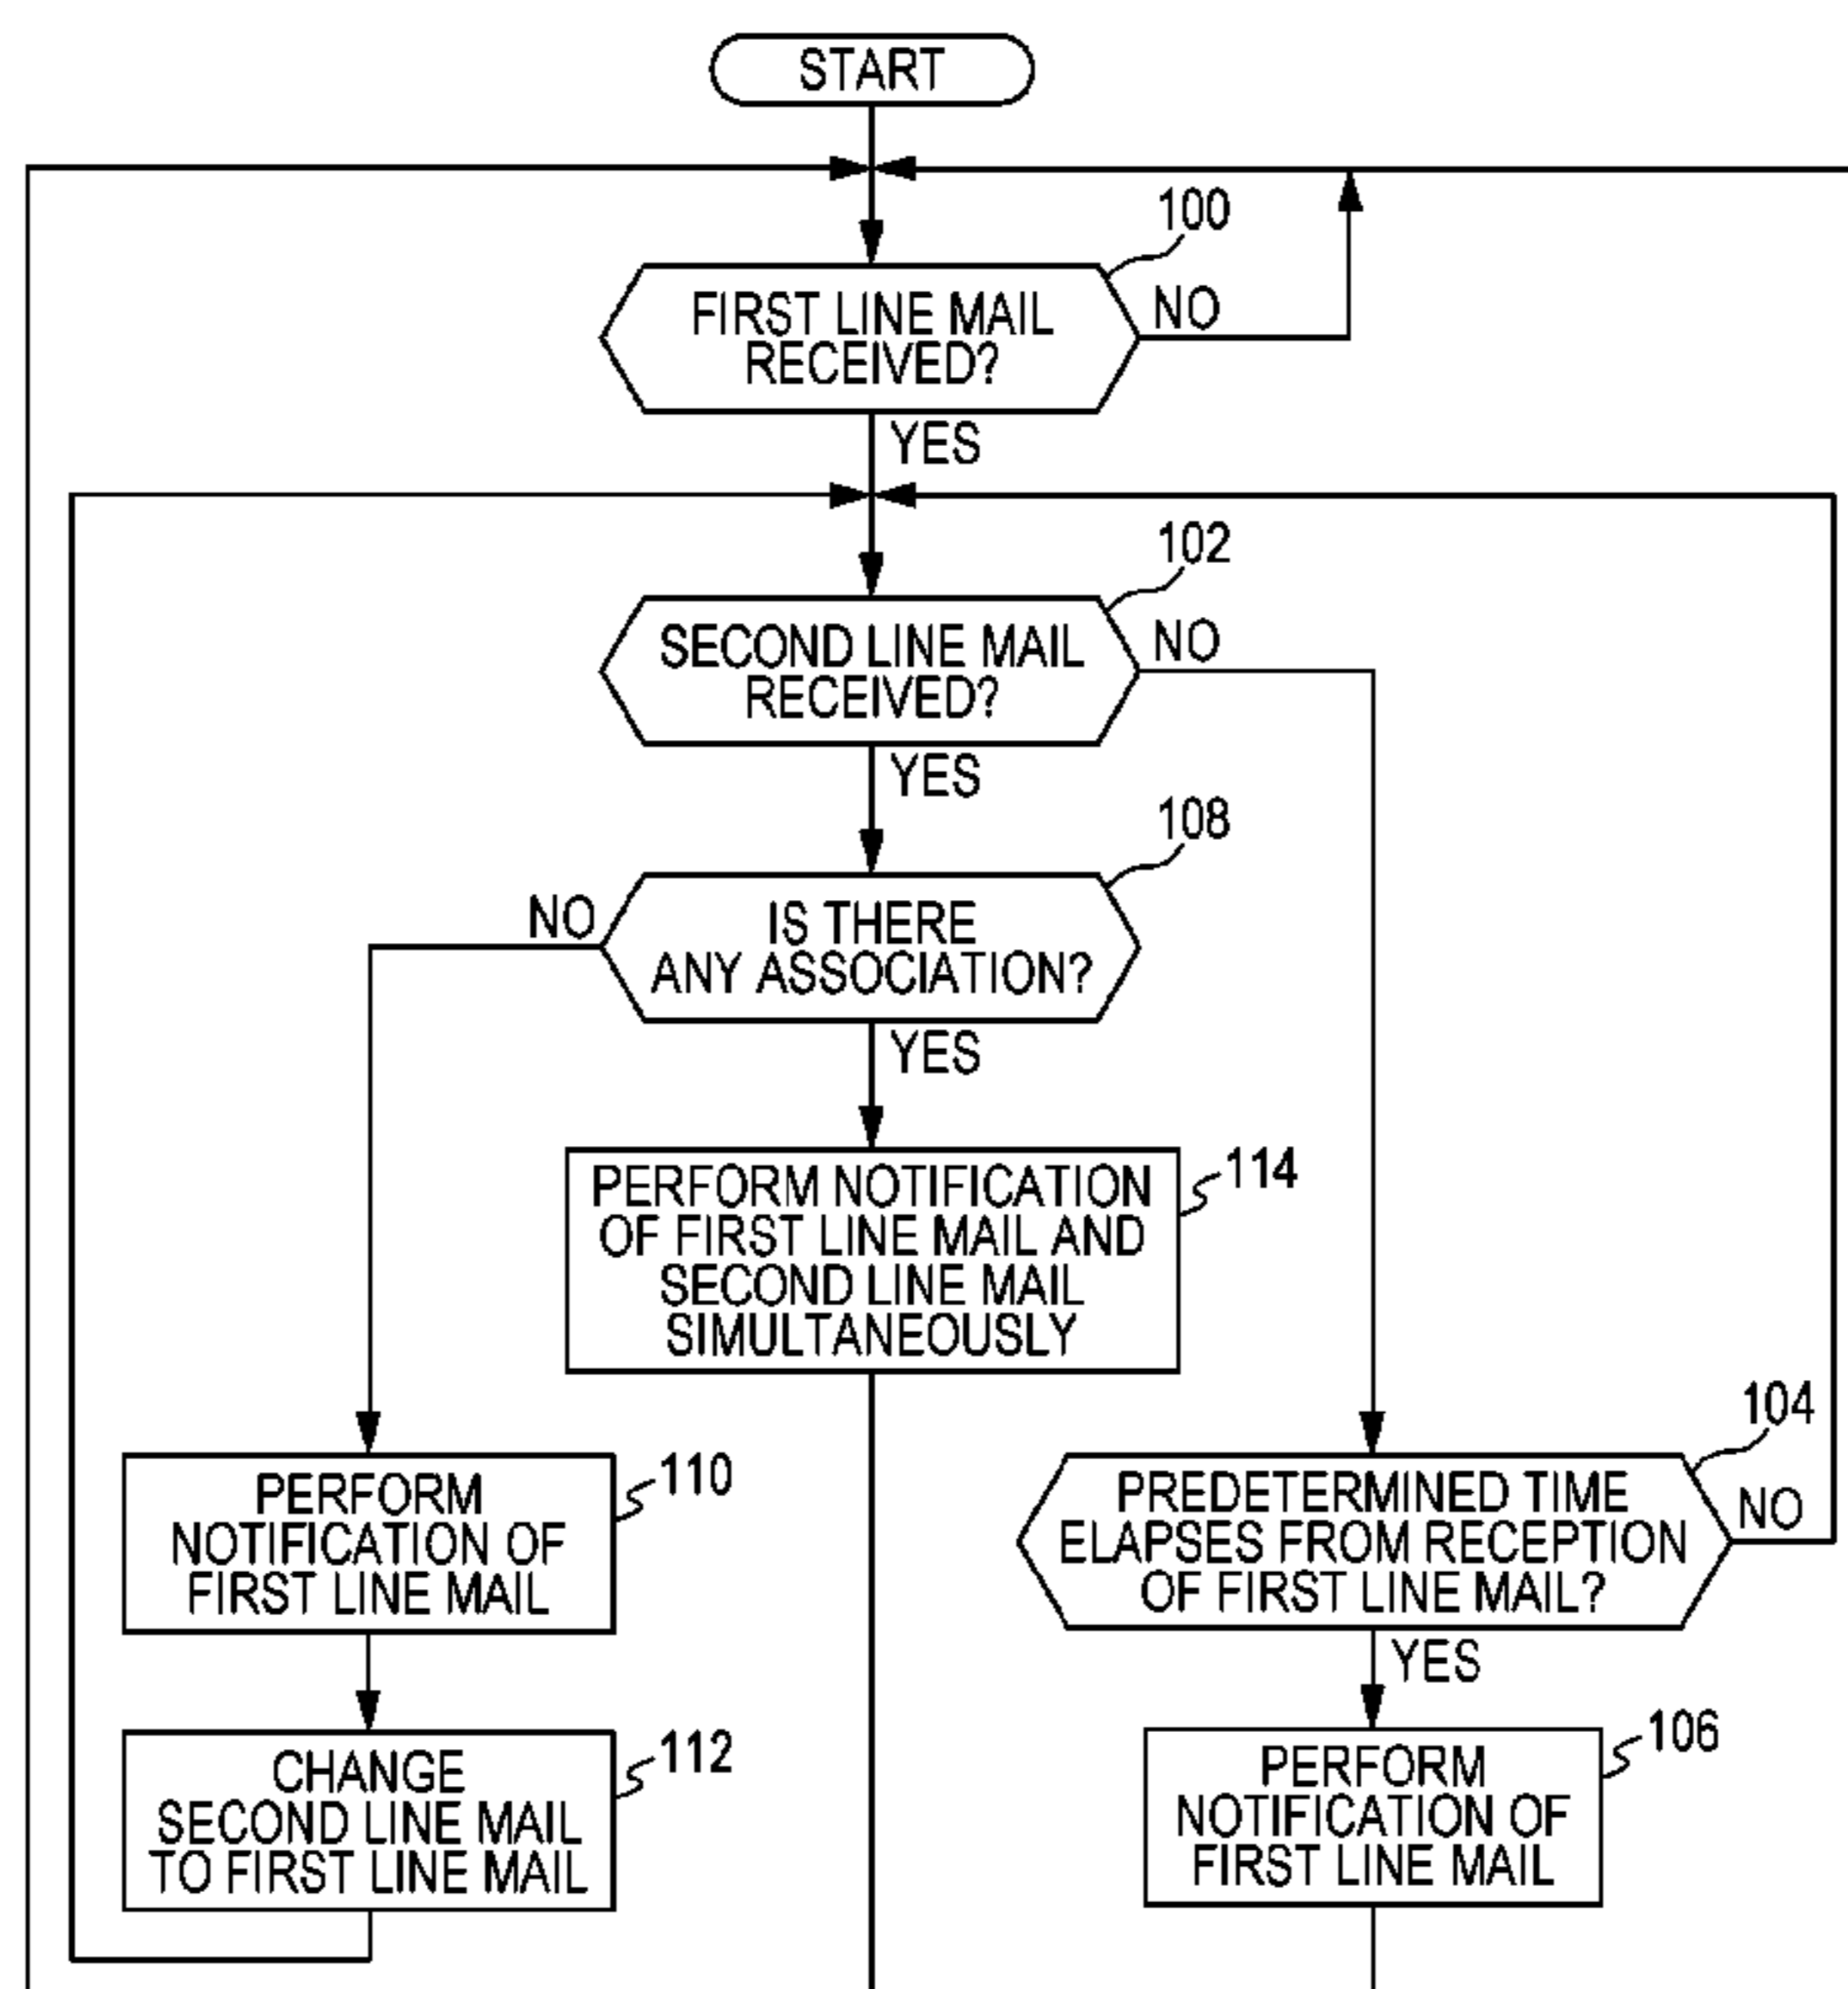 START
100
FIRST LINE MAIL
RECEIVED?
NO
YES
102
SECOND LINE MAIL
RECEIVED?
NO
YES
108
NO
IS THERE
ANY ASSOCIATION?
YES
PERFORM NOTIFICATION
OF FIRST LINE MAIL AND
SECOND LINE MAIL
SIMULTANEOUSLY
114
104
PERFORM
NOTIFICATION OF
FIRST LINE MAIL
110
PREDETERMINED TIME
ELAPSES FROM RECEPTION
OF FIRST LINE MAIL?
NO
YES
CHANGE
SECOND LINE MAIL
TO FIRST LINE MAIL
112
PERFORM
NOTIFICATION OF
FIRST LINE MAIL
106